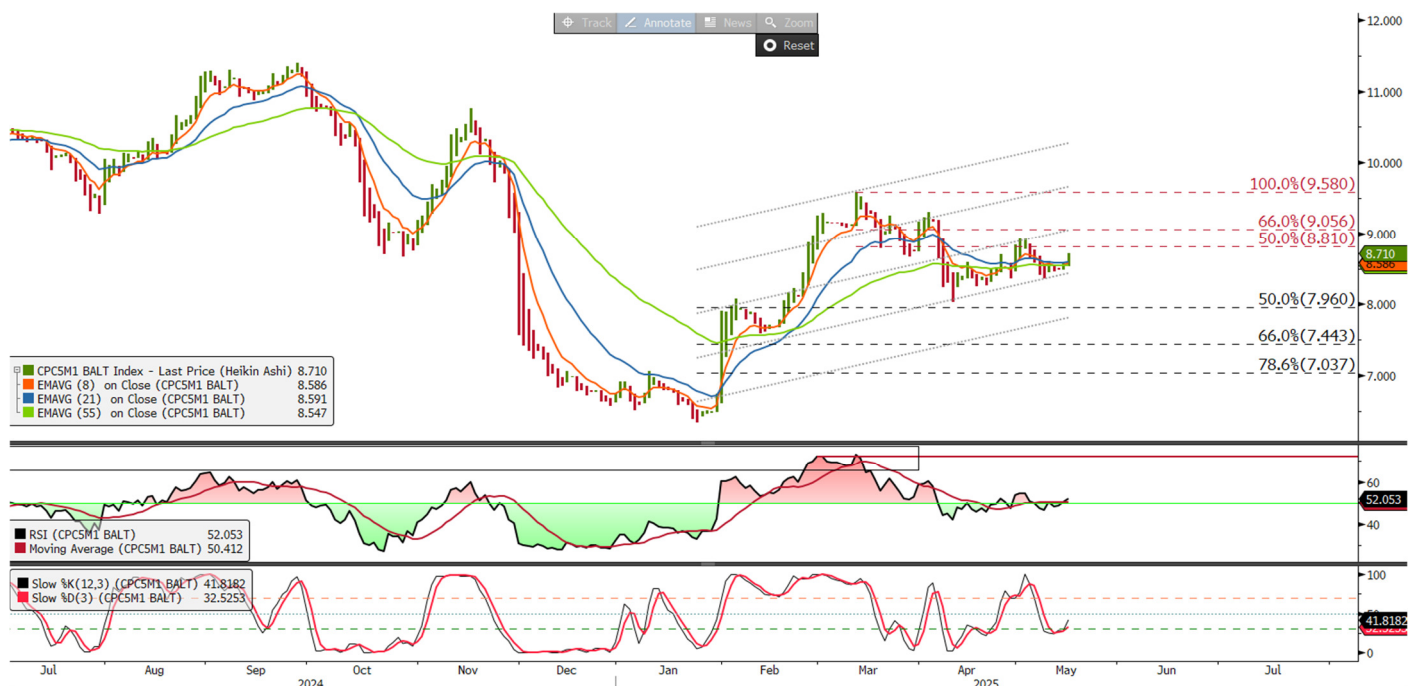 Track Annotate News Zoom
Reset
12.000
11.000
10.000
9.000
8.000
7.000
100.0%(9.580)
66.0%(9.056)
50.0%(8.810)
8.710
8.586
50.0%(7.960)
66.0%(7.443)
78.6%(7.037)
CPC5M1 BALT Index - Last Price (Heikin Ashi) 8.710
EMAVG (8) on Close (CPC5M1 BALT) 8.586
EMAVG (21) on Close (CPC5M1 BALT) 8.591
EMAVG (55) on Close (CPC5M1 BALT) 8.547
60
52.053
40
RSI (CPC5M1 BALT) 52.053
Moving Average (CPC5M1 BALT) 50.412
Slow %K(12,3) (CPC5M1 BALT) 41.8182
Slow %D(3) (CPC5M1 BALT) 32.5253
100
41.8182
0
Jul Aug Sep Oct Nov Dec Jan Feb Mar Apr May Jun Jul
2024 2025